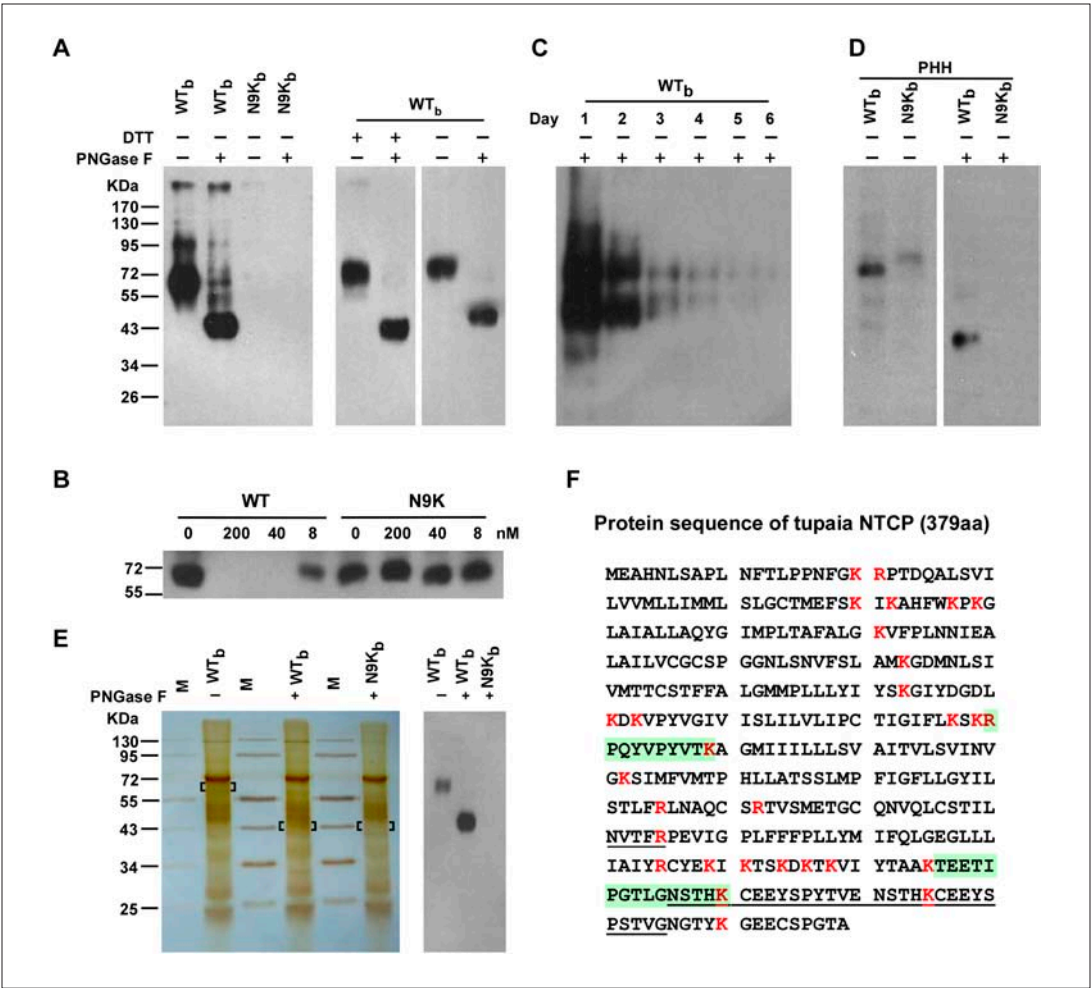 A
WTb WTb N9Kb N9Kb
WTb
DTT − − − − + + − −
PNGase F − + − + − + − +
KDa
170
130
95
72
55
43
34
26
C
WTb
Day 1 2 3 4 5 6
− − − − − −
+ + + + + +
D
PHH
WTb N9Kb WTb N9Kb
− − − −
− − + +
B
WT N9K
0 200 40 8 0 200 40 8 nM
72
55
E
M WTb M WTb M N9Kb
PNGase F − + +
KDa
130
95
72
55
43
34
25
WTb WTb N9Kb
− + +
F
Protein sequence of tupaia NTCP (379aa)
MEAHNLSAPL NFTLPPNFGK RPTDQALSVI
LVVMLLIMML SLGCTMEFSK IKAHFWKPKG
LAIALLAQYG IMPLTAFALG KVFPLNNIEA
LAILVCGCSP GGNLSNVFSL AMKGDMNLSI
VMTTCSTFFA LGMMPLLLYI YSKGIYDGDL
KDKVPYVGIV ISLILVLIPC TIGIFLKSKR
PQYVPYVTKA GMIIILLLSV AITVLSVINV
GKSIMFVMTP HLLATSSLMP FIGFLLGYIL
STLFRLNAQC SRTVSMETGC QNVQLCSTIL
NVTFRPEVIG PLFFFPLLYM IFQLGEGLLL
IAIYRCYEKI KTSKDKTKVI YTAAKTEETI
PGTLGNSTHK CEEYSPYTVE NSTHKCEEYS
PSTVGNGTYK GEECSPGTA